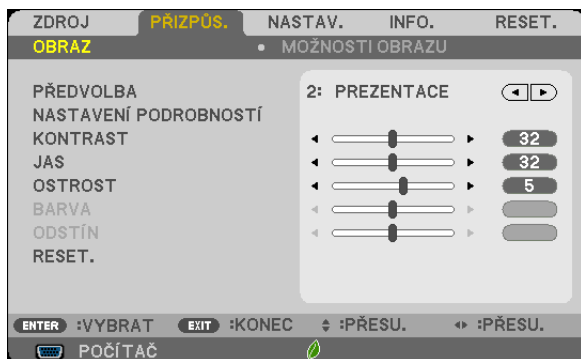 ZDROJ PŘIZPŮS. NASTAV. INFO. RESET.
OBRAZ ● MOŽNOSTI OBRAZU
PŘEDVOLBA 2: PREZENTACE
NASTAVENÍ PODROBNOSTÍ
KONTRAST 32
JAS 32
OSTROST 5
BARVA
ODSTÍN
RESET.
ENTER :VYBRAT EXIT :KONEC :PŘESU. :PŘESU.
POČÍTAČ